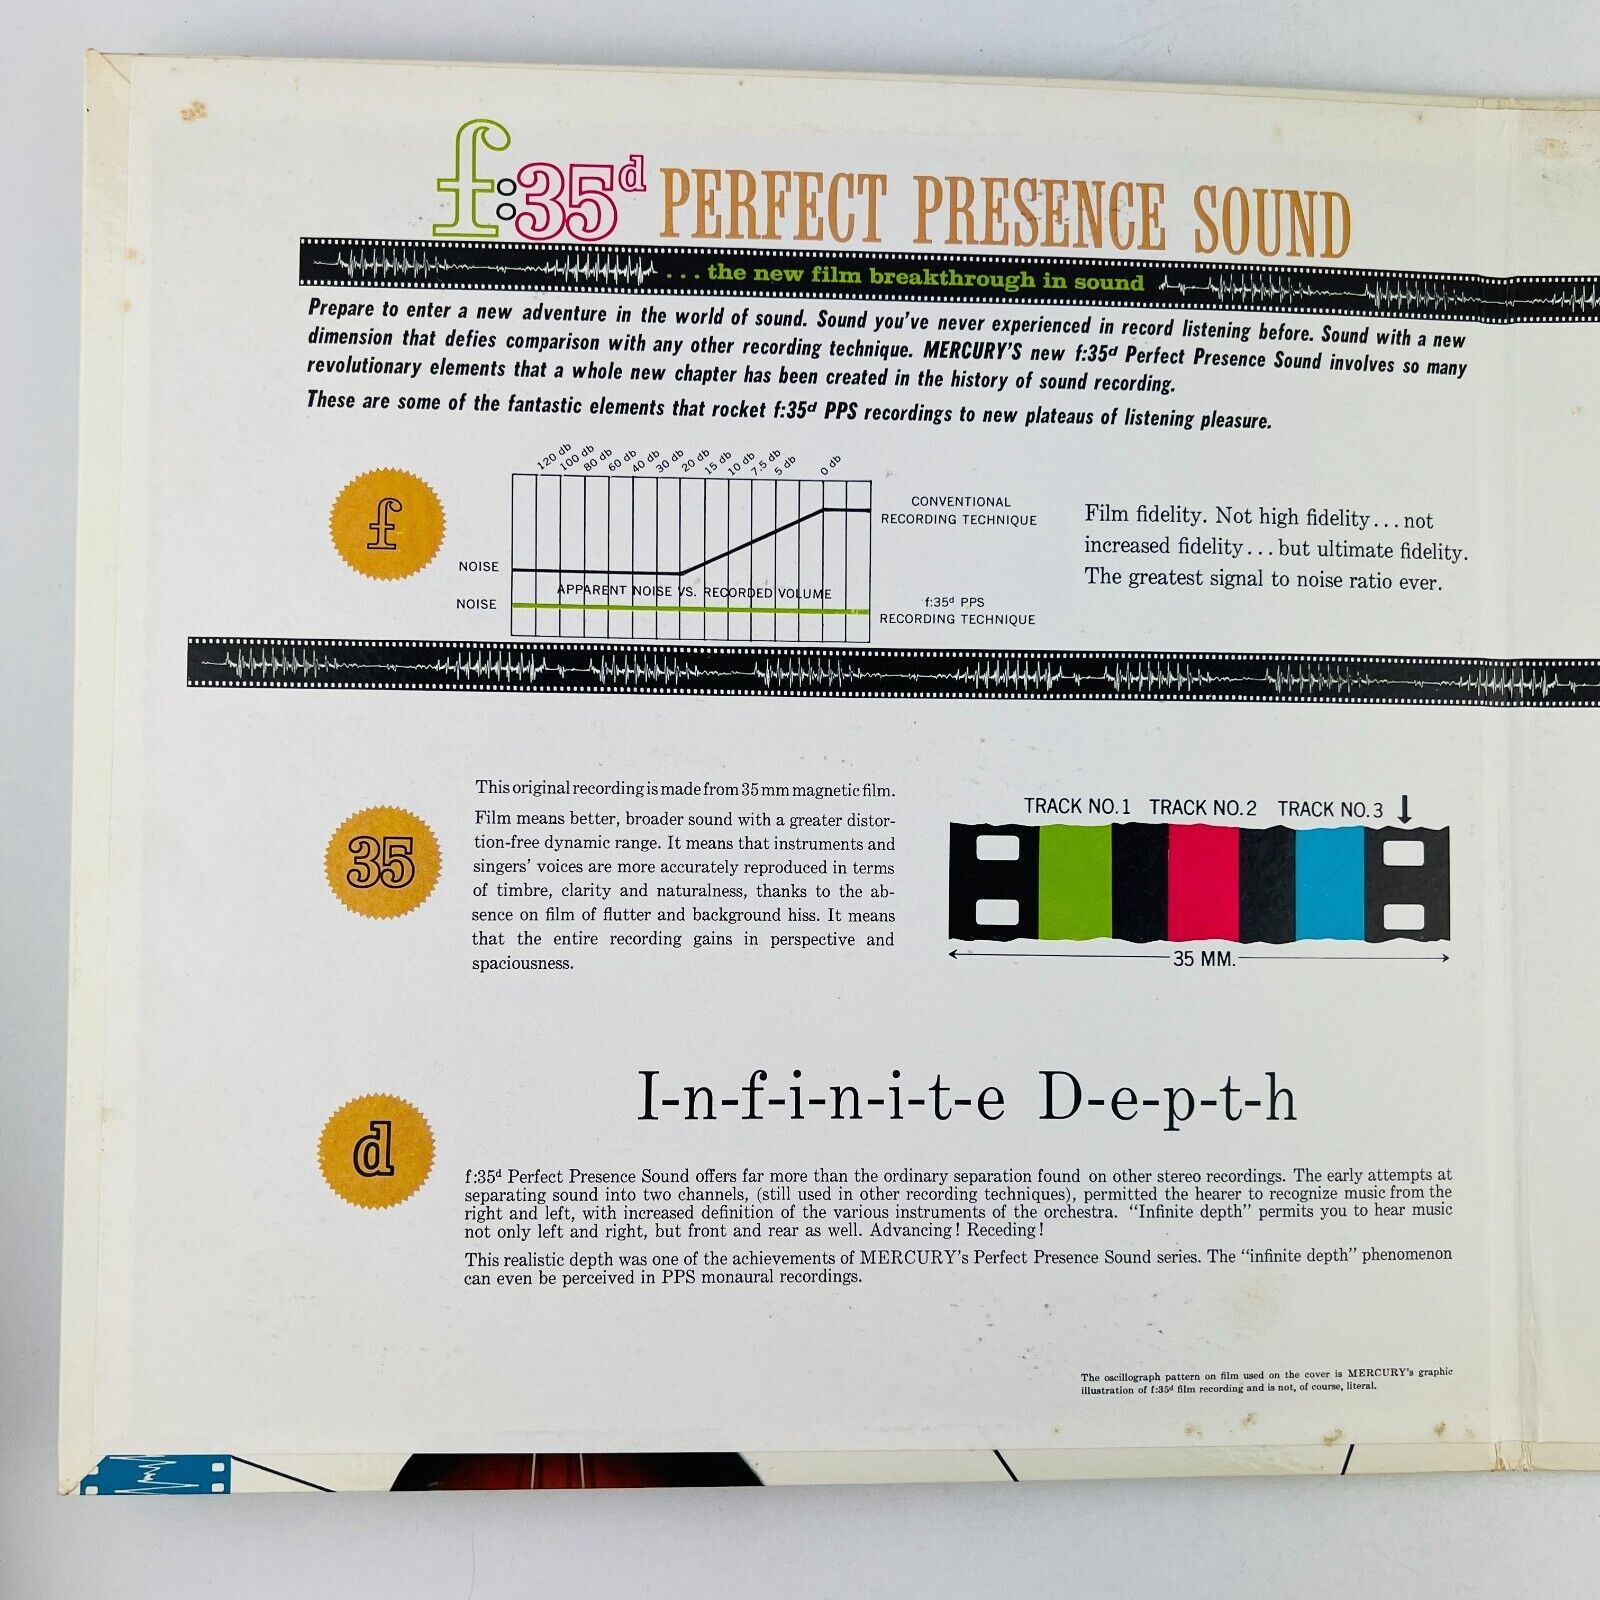 f:35d PERFECT PRESENCE SOUND
... the new film breakthrough in sound
Prepare to enter a new adventure in the world of sound. Sound you've never experienced in record listening before. Sound with a new
dimension that defies comparison with any other recording technique. MERCURY'S new f:35d Perfect Presence Sound involves so many
revolutionary elements that a whole new chapter has been created in the history of sound recording.
These are some of the fantastic elements that rocket f:35d PPS recordings to new plateaus of listening pleasure.
f
120 db 100 db 80 db 60 db 40 db 30 db 20 db 15 db 10 db 7.5 db 5 db 0 db
CONVENTIONAL
RECORDING TECHNIQUE
NOISE
APPARENT NOISE VS. RECORDED VOLUME
NOISE
f:35d PPS
RECORDING TECHNIQUE
Film fidelity. Not high fidelity...not
increased fidelity...but ultimate fidelity.
The greatest signal to noise ratio ever.
35
This original recording is made from 35 mm magnetic film.
Film means better, broader sound with a greater distor-
tion-free dynamic range. It means that instruments and
singers' voices are more accurately reproduced in terms
of timbre, clarity and naturalness, thanks to the ab-
sence on film of flutter and background hiss. It means
that the entire recording gains in perspective and
spaciousness.
TRACK NO.1 TRACK NO.2 TRACK NO.3
35 MM.
d
I-n-f-i-n-i-t-e D-e-p-t-h
f:35d Perfect Presence Sound offers far more than the ordinary separation found on other stereo recordings. The early attempts at
separating sound into two channels, (still used in other recording techniques), permitted the hearer to recognize music from the
right and left, with increased definition of the various instruments of the orchestra. "Infinite depth" permits you to hear music
not only left and right, but front and rear as well. Advancing! Receding!
This realistic depth was one of the achievements of MERCURY's Perfect Presence Sound series. The "infinite depth" phenomenon
can even be perceived in PPS monaural recordings.
The oscillograph pattern on film used on the cover is MERCURY's graphic
illustration of f:35d film recording and is not, of course, literal.